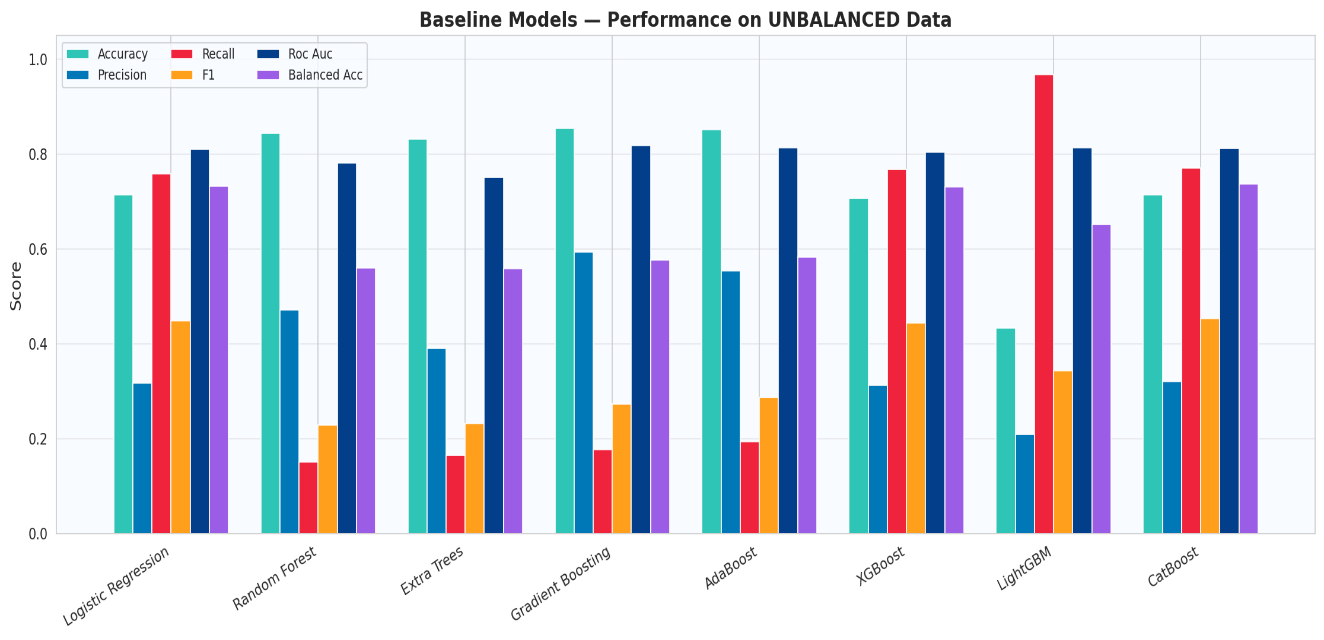 Baseline Models — Performance on UNBALANCED Data
Accuracy Recall Roc Auc
Precision F1 Balanced Acc
Score
1.0
0.8
0.6
0.4
0.2
0.0
Logistic Regression
Random Forest
Extra Trees
Gradient Boosting
AdaBoost
XGBoost
LightGBM
CatBoost